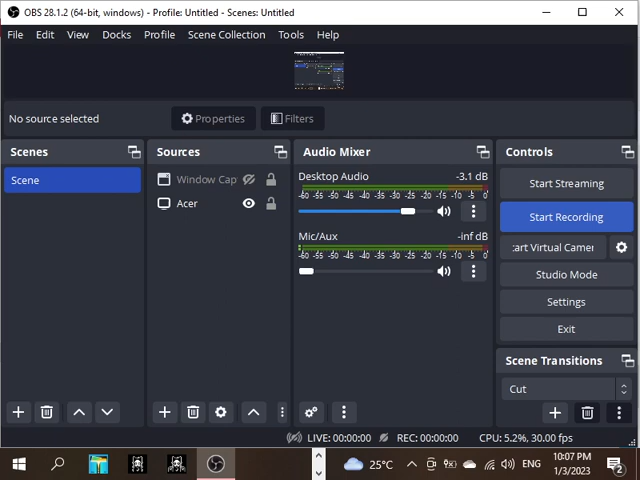 OBS 28.1.2 (64-bit, windows) - Profile: Untitled - Scenes: Untitled
File Edit View Docks Profile Scene Collection Tools Help
No source selected
Properties
Filters
Scenes
Scene
Sources
Window Cap
Acer
Audio Mixer
Desktop Audio -3.1 dB
-60 -55 -50 -45 -40 -35 -30 -25 -20 -15 -10 -5 0
Mic/Aux -inf dB
-60 -55 -50 -45 -40 -35 -30 -25 -20 -15 -10 -5 0
Controls
Start Streaming
Start Recording
art Virtual Camer
Studio Mode
Settings
Exit
Scene Transitions
Cut
LIVE: 00:00:00 REC: 00:00:00 CPU: 5.2%, 30.00 fps
25°C ENG 10:07 PM
1/3/2023
2